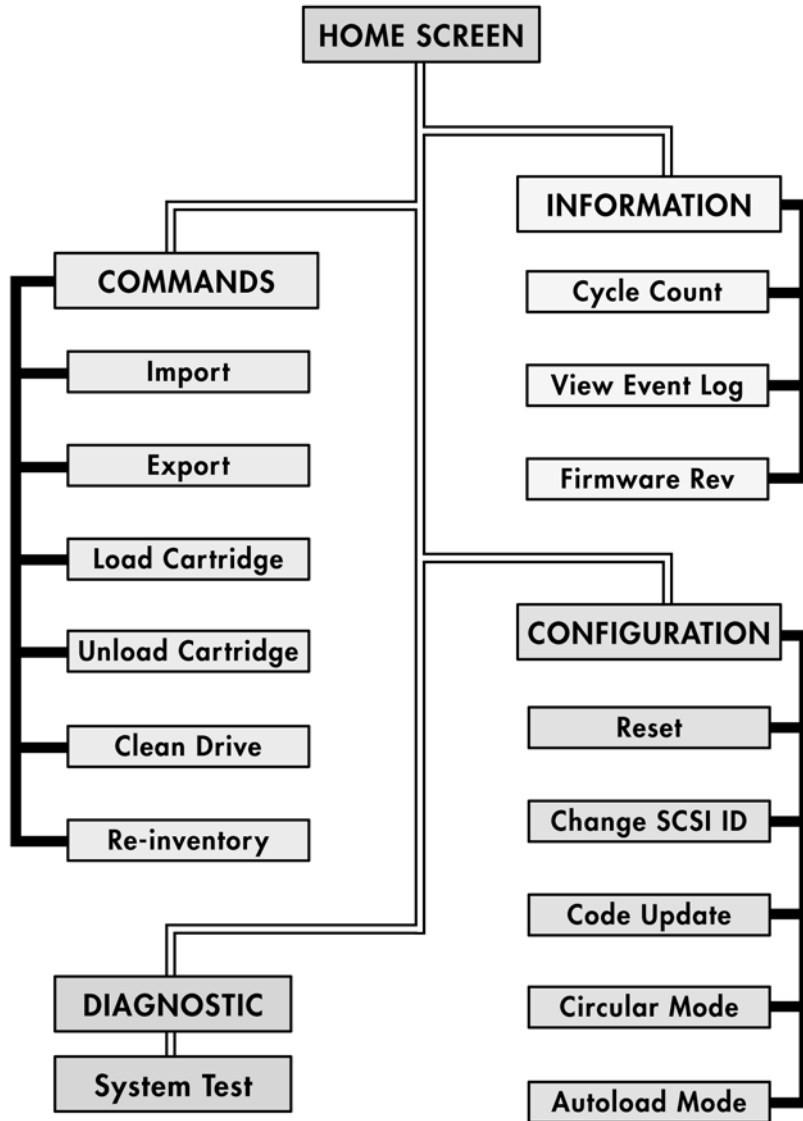 HOME SCREEN
INFORMATION
Cycle Count
View Event Log
Firmware Rev
COMMANDS
Import
Export
Load Cartridge
Unload Cartridge
Clean Drive
Re-inventory
CONFIGURATION
Reset
Change SCSI ID
Code Update
Circular Mode
Autoload Mode
DIAGNOSTIC
System Test